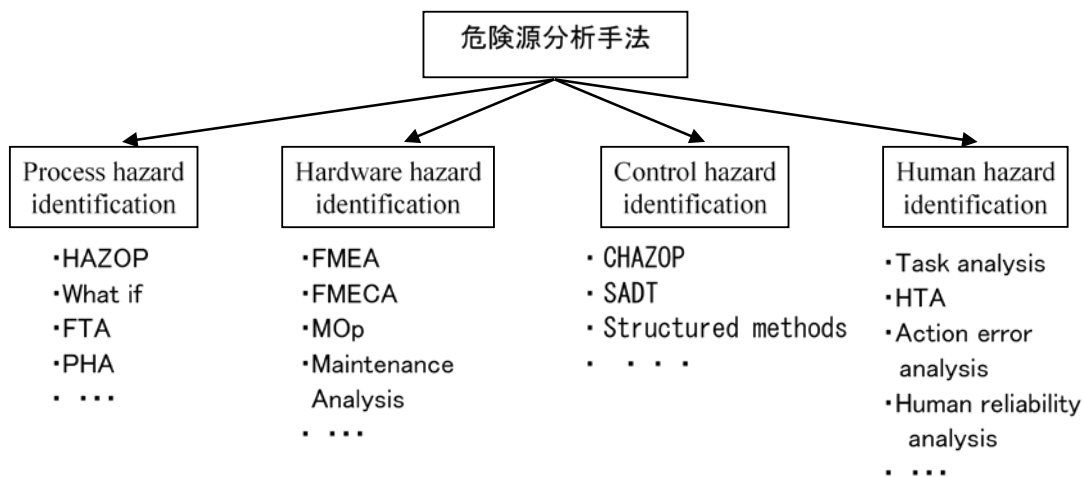 危険源分析手法
Process hazard
identification
・HAZOP
・What if
・FTA
・PHA
・ ・・・
Hardware hazard
identification
・FMEA
・FMECA
・MOp
・Maintenance
Analysis
・ ・・・
Control hazard
identification
・CHAZOP
・SADT
・Structured methods
・ ・・・
Human hazard
identification
・Task analysis
・HTA
・Action error
analysis
・Human reliability
analysis
・ ・・・